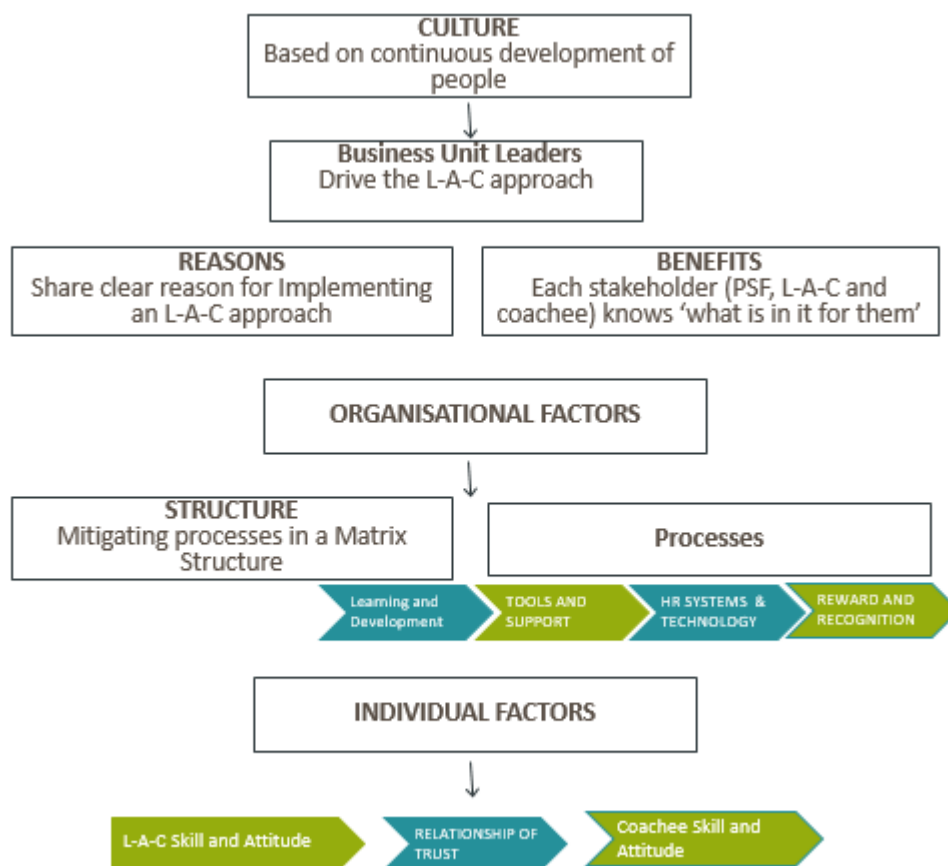 CULTURE
Based on continuous development of
people
Business Unit Leaders
Drive the L-A-C approach
REASONS
Share clear reason for Implementing
an L-A-C approach
BENEFITS
Each stakeholder (PSF, L-A-C and
coachee) knows ‘what is in it for them’
ORGANISATIONAL FACTORS
STRUCTURE
Mitigating processes in a Matrix
Structure
Processes
Learning and
Development
TOOLS AND
SUPPORT
HR SYSTEMS &
TECHNOLOGY
REWARD AND
RECOGNITION
INDIVIDUAL FACTORS
L-A-C Skill and Attitude
RELATIONSHIP OF
TRUST
Coachee Skill and
Attitude